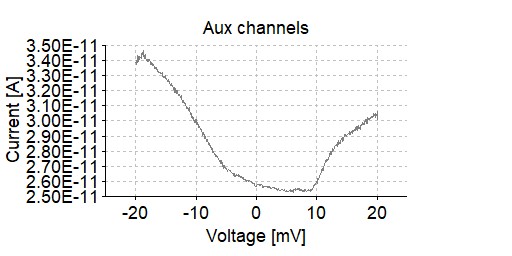 Aux channels
3.50E-11
3.40E-11
3.30E-11
3.20E-11
3.10E-11
3.00E-11
2.90E-11
2.80E-11
2.70E-11
2.60E-11
2.50E-11
Current [A]
-20 -10 0 10 20
Voltage [mV]